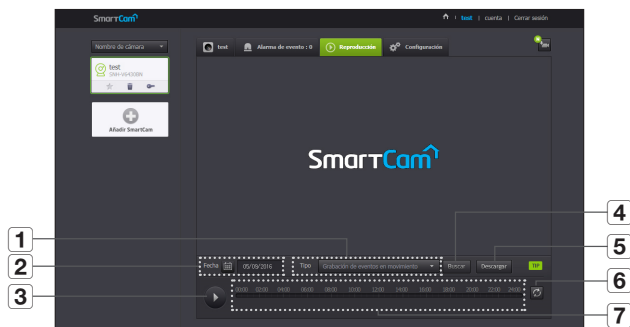 SmarTCam
test | cuenta | Cerrar sesión
Nombre de cámara
test
Alarma de evento : 0
Reproducción
Configuración
test
SNH-V6430BN
Añadir SmartCam
SmarTCam
1
4
5
2
Fecha
05/09/2016
Tipo
Grabación de eventos en movimiento
Buscar
Descargar
TIP
3
00:00 02:00 04:00 06:00 08:00 10:00 12:00 14:00 16:00 18:00 20:00 22:00 24:00
6
7